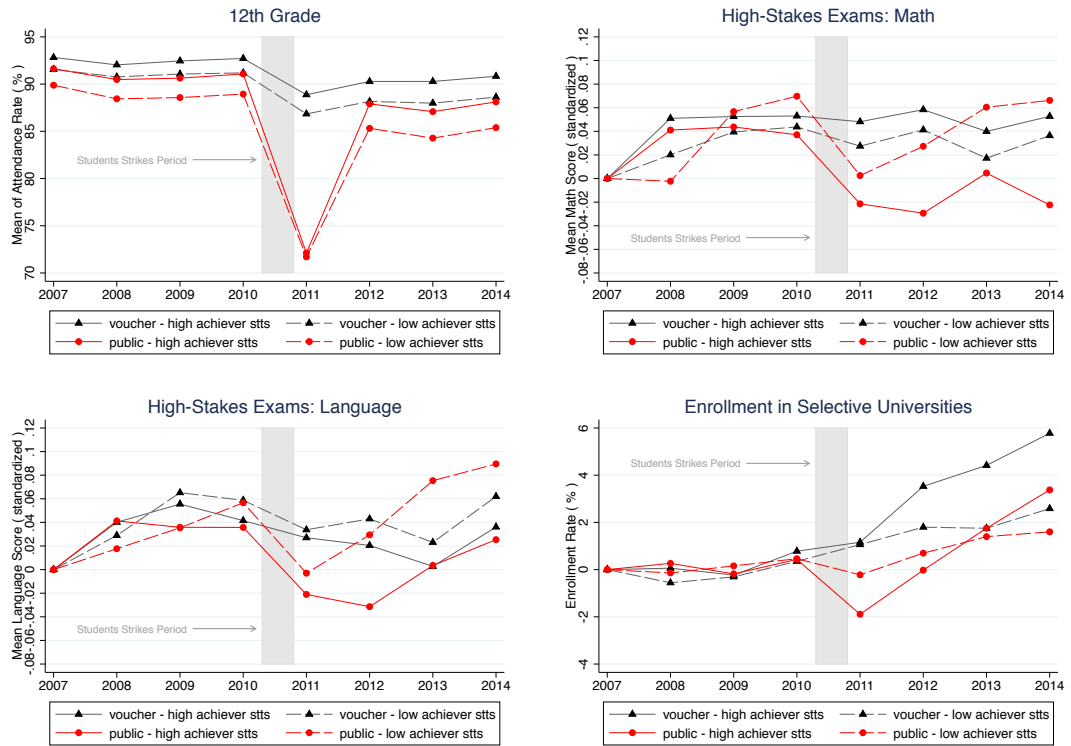 12th Grade
Mean of Attendance Rate ( % )
95
90
85
80
75
70
Students Strikes Period
2007 2008 2009 2010 2011 2012 2013 2014
voucher - high achiever stts voucher - low achiever stts
public - high achiever stts public - low achiever stts
High-Stakes Exams: Math
Mean Math Score ( standardized )
.12
.1
.08
.06
.04
.02
0
-.02
-.04
-.06
-.08
Students Strikes Period
2007 2008 2009 2010 2011 2012 2013 2014
voucher - high achiever stts voucher - low achiever stts
public - high achiever stts public - low achiever stts
High-Stakes Exams: Language
Mean Language Score ( standardized )
.12
.1
.08
.06
.04
.02
0
-.02
-.04
-.06
-.08
Students Strikes Period
2007 2008 2009 2010 2011 2012 2013 2014
voucher - high achiever stts voucher - low achiever stts
public - high achiever stts public - low achiever stts
Enrollment in Selective Universities
Enrollment Rate ( % )
6
4
2
0
-2
-4
Students Strikes Period
2007 2008 2009 2010 2011 2012 2013 2014
voucher - high achiever stts voucher - low achiever stts
public - high achiever stts public - low achiever stts